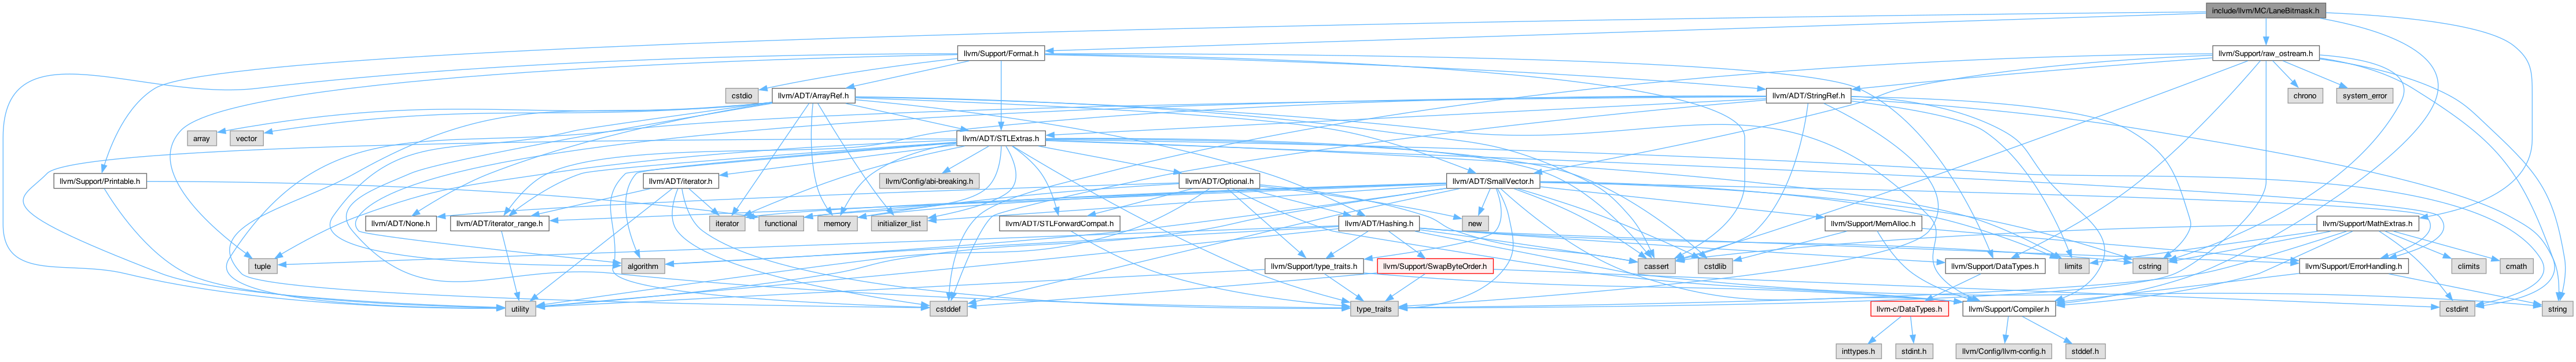 include/llvm/MC/LaneBitmask.h
llvm/Support/Format.h
llvm/Support/raw_ostream.h
cstdio
llvm/ADT/ArrayRef.h
llvm/ADT/StringRef.h
chrono
system_error
array
vector
llvm/ADT/STLExtras.h
llvm/Support/Printable.h
llvm/ADT/iterator.h
llvm/Config/abi-breaking.h
llvm/ADT/Optional.h
llvm/ADT/SmallVector.h
llvm/ADT/None.h
llvm/ADT/iterator_range.h
iterator
functional
memory
initializer_list
llvm/ADT/STLForwardCompat.h
llvm/ADT/Hashing.h
new
llvm/Support/MemAlloc.h
llvm/Support/MathExtras.h
tuple
algorithm
llvm/Support/type_traits.h
llvm/Support/SwapByteOrder.h
cassert
cstdlib
llvm/Support/DataTypes.h
limits
cstring
llvm/Support/ErrorHandling.h
climits
cmath
utility
cstddef
type_traits
llvm-c/DataTypes.h
llvm/Support/Compiler.h
cstdint
string
inttypes.h
stdint.h
llvm/Config/llvm-config.h
stddef.h